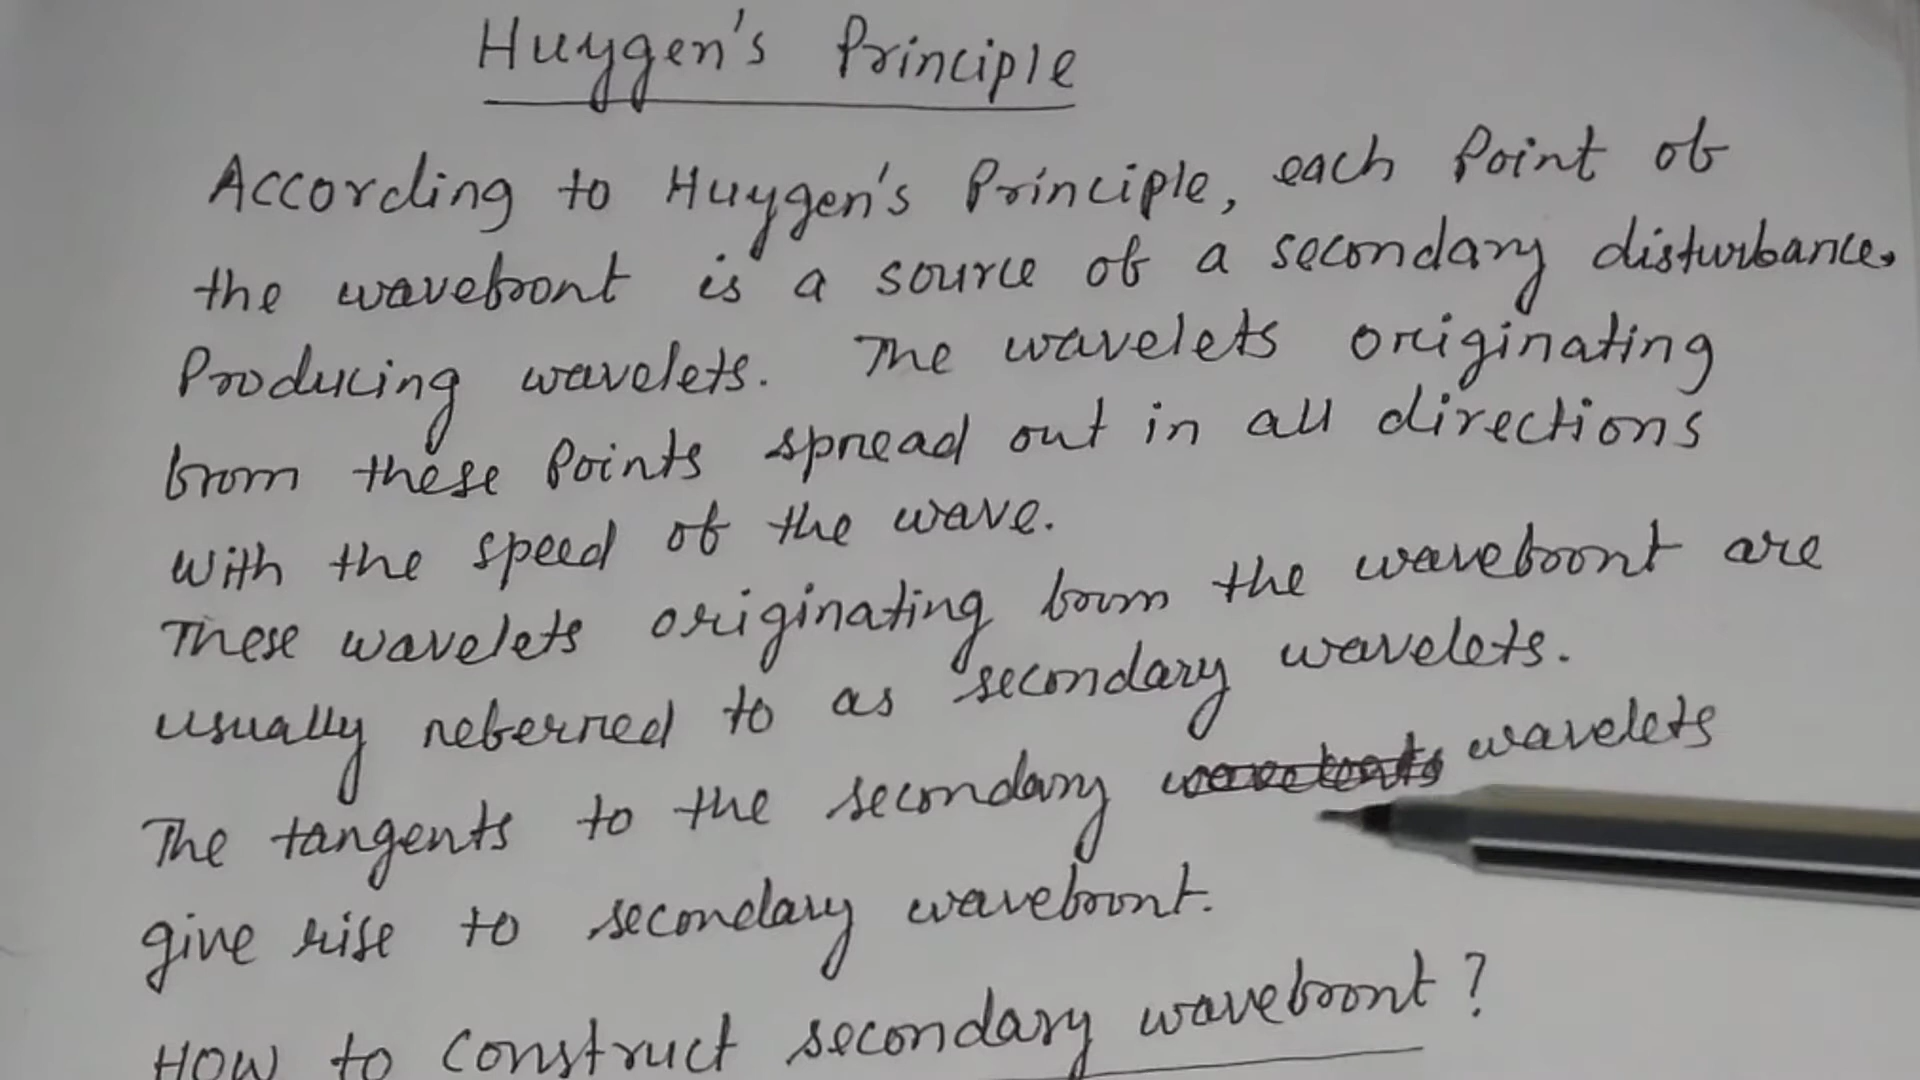 Huygen's Principle
According to Huygen's Principle, each Point of
the wavefront is a source of a secondary disturbance.
Producing wavelets. The wavelets originating
from these Points spread out in all directions
with the speed of the wave.
These wavelets originating from the wavefront are
usually referred to as secondary wavelets.
The tangents to the secondary wavelets
give rise to secondary wavefront.
How to construct secondary wavefront?